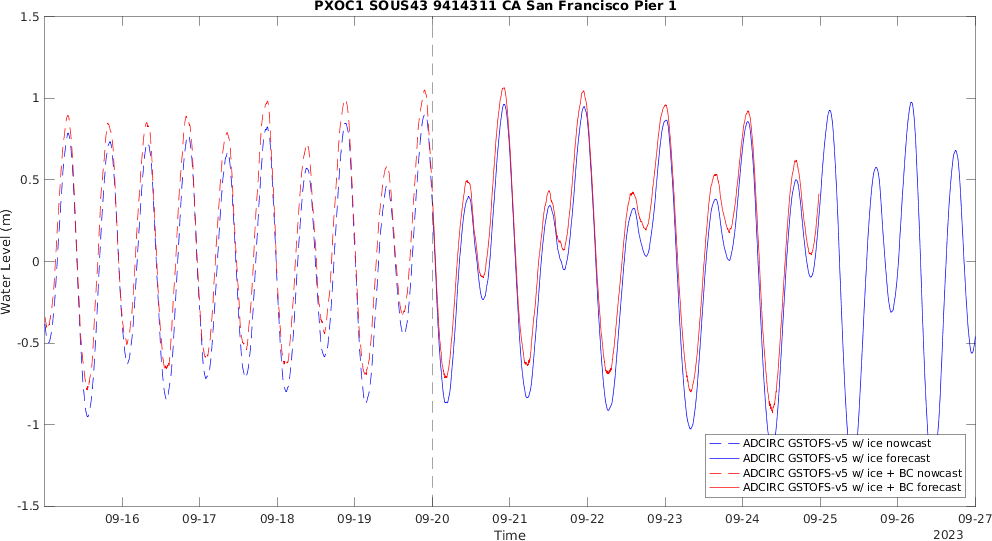 PXOC1 SOUS43 9414311 CA San Francisco Pier 1
1.5
1
0.5
0
-0.5
-1
-1.5
Water Level (m)
09-16 09-17 09-18 09-19 09-20 09-21 09-22 09-23 09-24 09-25 09-26 09-27
Time
2023
ADCIRC GSTOFS-v5 w/ ice nowcast
ADCIRC GSTOFS-v5 w/ ice forecast
ADCIRC GSTOFS-v5 w/ ice + BC nowcast
ADCIRC GSTOFS-v5 w/ ice + BC forecast